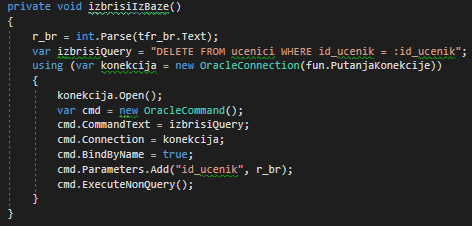 private void izbrisiIzBaze()
{
    r_br = int.Parse(tfr_br.Text);
    var izbrisiQuery = "DELETE FROM ucenici WHERE id_ucenik = :id_ucenik";
    using (var konekcija = new OracleConnection(fun.PutanjaKonekcije))
    {
        konekcija.Open();
        var cmd = new OracleCommand();
        cmd.CommandText = izbrisiQuery;
        cmd.Connection = konekcija;
        cmd.BindByName = true;
        cmd.Parameters.Add("id_ucenik", r_br);
        cmd.ExecuteNonQuery();
    }
}